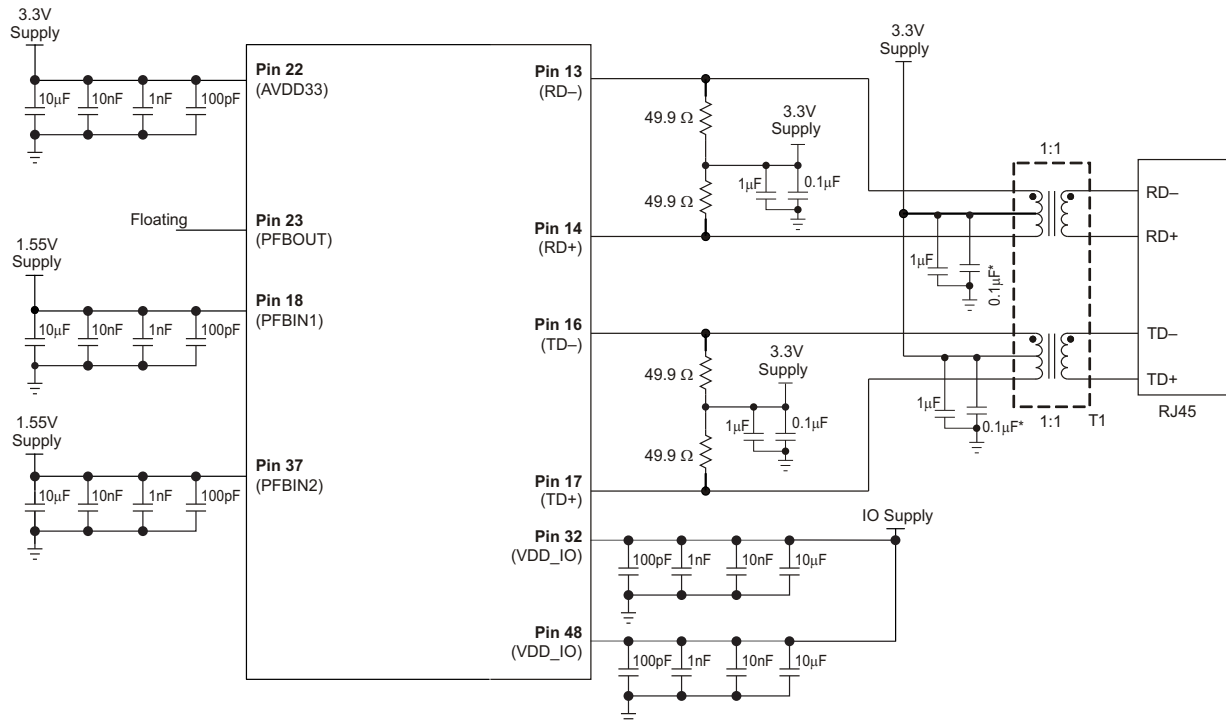 3.3V
Supply
10μF
10nF
1nF
100pF
Pin 22
(AVDD33)
Floating
Pin 23
(PFBOUT)
1.55V
Supply
10μF
10nF
1nF
100pF
Pin 18
(PFBIN1)
1.55V
Supply
10μF
10nF
1nF
100pF
Pin 37
(PFBIN2)
Pin 13
(RD–)
49.9 Ω
3.3V
Supply
1μF
0.1μF
49.9 Ω
Pin 14
(RD+)
Pin 16
(TD–)
49.9 Ω
3.3V
Supply
1μF
0.1μF
49.9 Ω
Pin 17
(TD+)
Pin 32
(VDD_IO)
IO Supply
100pF
1nF
10nF
10μF
Pin 48
(VDD_IO)
100pF
1nF
10nF
10μF
3.3V
Supply
1μF
0.1μF*
1μF
0.1μF*
1:1
1:1
T1
RD–
RD+
TD–
TD+
RJ45